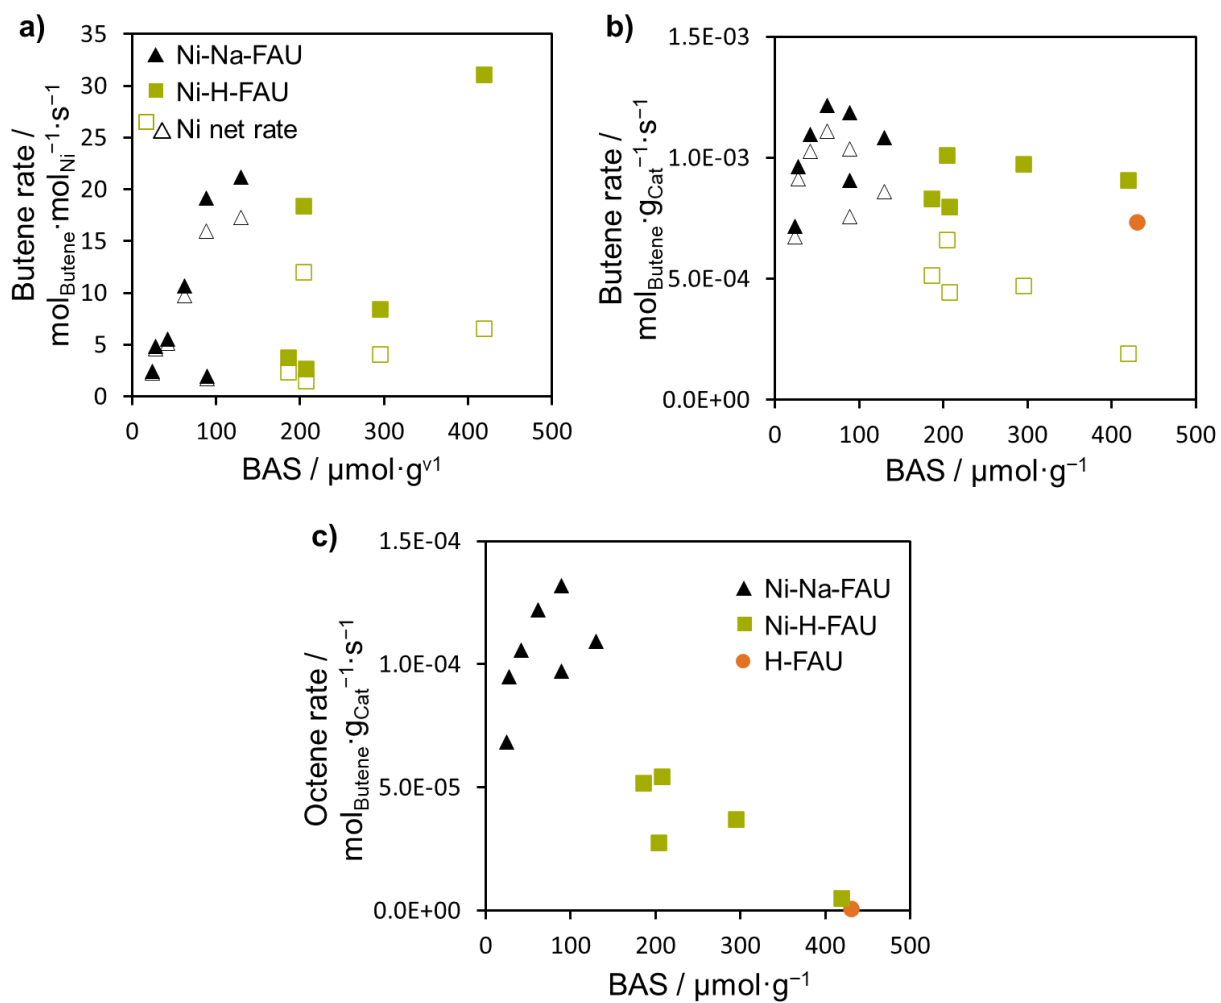 a)
Butene rate /
mol_Butene·mol_Ni⁻¹·s⁻¹
35
30
25
20
15
10
5
0
Ni-Na-FAU
Ni-H-FAU
Ni net rate
0 100 200 300 400 500
BAS / µmol·g^v1
b)
Butene rate /
mol_Butene·g_Cat⁻¹·s⁻¹
1.5E-03
1.0E-03
5.0E-04
0.0E+00
0 100 200 300 400 500
BAS / µmol·g⁻¹
c)
Octene rate /
mol_Butene·g_Cat⁻¹·s⁻¹
1.5E-04
1.0E-04
5.0E-05
0.0E+00
Ni-Na-FAU
Ni-H-FAU
H-FAU
0 100 200 300 400 500
BAS / µmol·g⁻¹